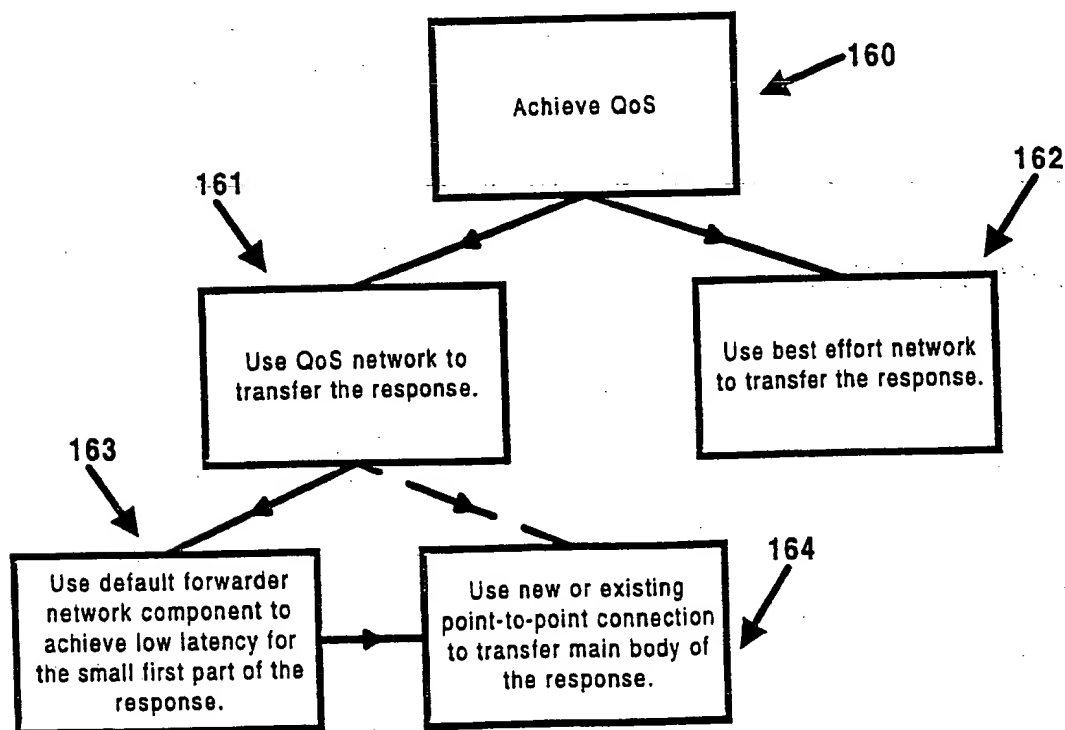 160
Achieve QoS
161
162
Use QoS network to
transfer the response.
Use best effort network
to transfer the response.
163
164
Use default forwarder
network component to
achieve low latency for
the small first part of the
response.
Use new or existing
point-to-point connection
to transfer main body of
the response.